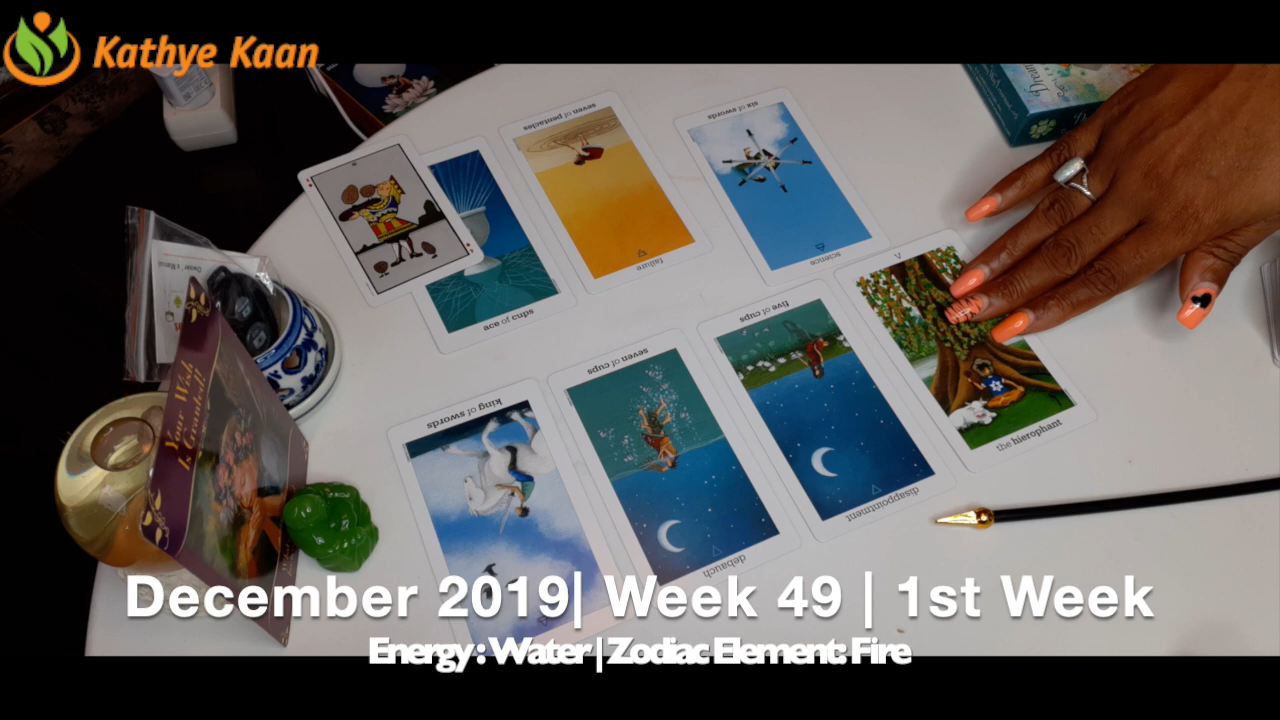 Kathye Kaan
seven of pentacles
six of swords
failure
science
ace of cups
five of cups
V
seven of cups
king of swords
the hierophant
disappointment
debauch
Your Wish
Is Granted!
Owner's Manual
December 2019| Week 49 | 1st Week
Energy : Water | Zodiac Element: Fire